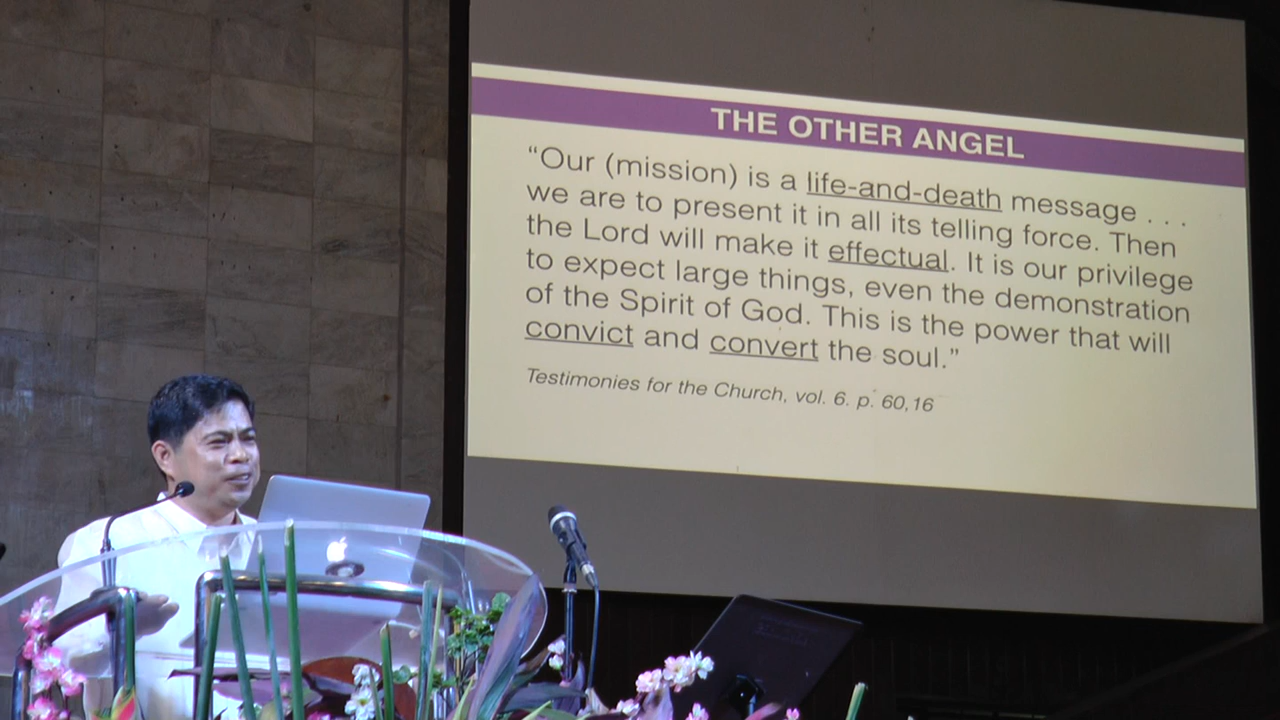 THE OTHER ANGEL
“Our (mission) is a life-and-death message . . .
we are to present it in all its telling force. Then
the Lord will make it effectual. It is our privilege
to expect large things, even the demonstration
of the Spirit of God. This is the power that will
convict and convert the soul.”
Testimonies for the Church, vol. 6. p. 60,16